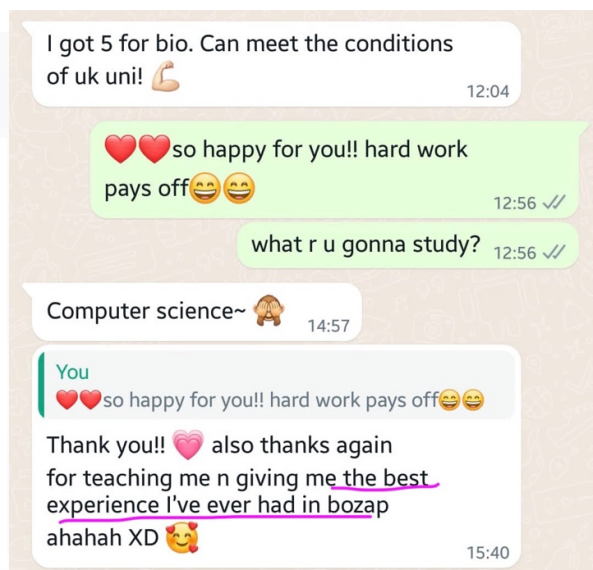 I got 5 for bio. Can meet the conditions
of uk uni! 💪🏻
12:04
❤️❤️so happy for you!! hard work
pays off😄😄
12:56
what r u gonna study? 12:56
Computer science~ 🙈
14:57
You
❤️❤️so happy for you!! hard work pays off😄😄
Thank you!! 💗 also thanks again
for teaching me n giving me the best
experience I've ever had in bozap
ahahah XD 🥰
15:40